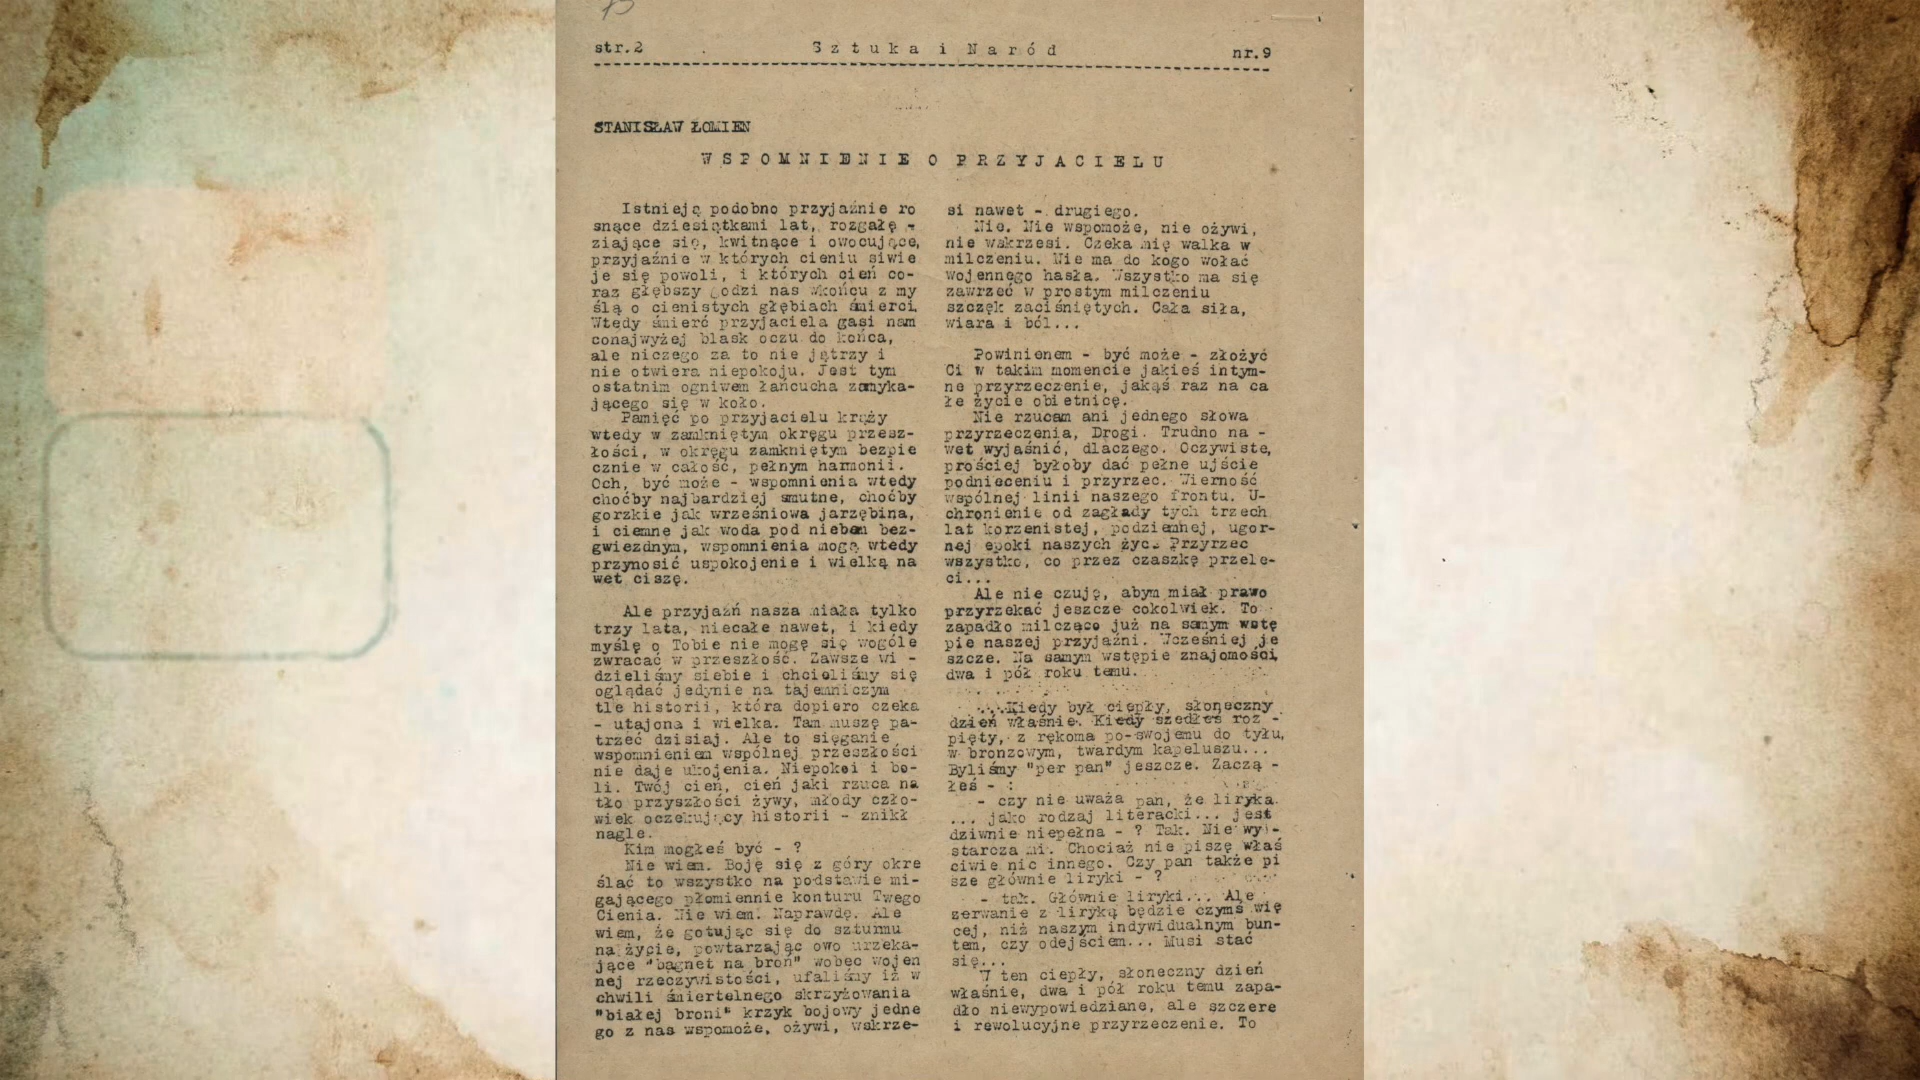 str.2
Sztuka i Naród
nr.9
STANISŁAW ŁOMIEN
WSPOMNIENIE O PRZYJACIELU
Istnieją podobno przyjaźnie ro
snące dziesiątkami lat, rozgałę -
ziające się, kwitnące i owocujące,
przyjaźnie w których cieniu siwie
je się powoli, i których cień co-
raz głębszy godzi nas wkońcu z my
ślą o cienistych głębiach śmierci.
Wtedy śmierć przyjaciela gasi nam
conajwyżej blask oczu do końca,
ale niczego za to nie jątrzy i
nie otwiera niepokoju. Jest tym
ostatnim ogniwem łańcucha zamyka-
jącego się w koło.
Pamięć po przyjacielu krąży
wtedy w zamkniętym okręgu przesz-
łości, w okręgu zamkniętym bezpie
cznie w całość, pełnym harmonii.
Och, być może - wspomnienia wtedy
choćby najbardziej smutne, choćby
gorzkie jak wrześniowa jarzębina,
i ciemne jak woda pod niebem bez-
gwiezdnym, wspomnienia mogą wtedy
przynosić uspokojenie i wielką na
wet ciszę.
Ale przyjaźń nasza miała tylko
trzy lata, niecałe nawet, i kiedy
myślę o Tobie nie mogę się wogóle
zwracać w przeszłość. Zawsze wi -
dzieliśmy siebie i chcieliśmy się
oglądać jedynie na tajemniczym
tle historii, która dopiero czeka
- utajona i wielka. Tam muszę pa-
trzeć dzisiaj. Ale to sięganie
wspomnieniem wspólnej przeszłości
nie daje ukojenia. Niepokoi i bo-
li. Twój cień, cień jaki rzuca na
tło przyszłości żywy, młody czło-
wiek oczekujący historii - znikł
nagle.
Kim mogłeś być - ?
Nie wiem. Boję się z góry okre
ślać to wszystko na podstawie mi-
gającego płomiennie konturu Twego
Cienia. Nie wiem. Naprawdę. Ale
wiem, że gotując się do szturmu
na życie, powtarzając owo urzeka-
jące "bagnet na broń" wobec wojen
nej rzeczywistości, ufaliśmy iż w
chwili śmiertelnego skrzyżowania
"białej broni" krzyk bojowy jedne
go z nas wspomoże, ożywi, wskrze-
si nawet - drugiego.
Nie. Nie wspomoże, nie ożywi,
nie wskrzesi. Czeka mię walka w
milczeniu. Nie ma do kogo wołać
wojennego hasła. Wszystko ma się
zawrzeć w prostym milczeniu
szczęk zaciśniętych. Cała siła,
wiara i ból...
Powinienem - być może - złożyć
Ci w takim momencie jakieś intym-
ne przyrzeczenie, jakąś raz na ca
łe życie obietnicę.
Nie rzucam ani jednego słowa
przyrzeczenia, Drogi. Trudno na -
wet wyjaśnić, dlaczego. Oczywiste,
prościej byłoby dać pełne ujście
podnieceniu i przyrzec. Wierność
wspólnej linii naszego frontu. U-
chronienie od zagłady tych trzech
lat korzenistej, podziemnej, ugor-
nej epoki naszych żyć. Przyrzec
wszystko, co przez czaszkę przele-
ci...
Ale nie czuję, abym miał prawo
przyrzekać jeszcze cokolwiek. To
zapadło milcząco już na samym wstę
pie naszej przyjaźni. Wcześniej je
szcze. Na samym wstępie znajomości,
dwa i pół roku temu.
...Kiedy był ciepły, słoneczny
dzień właśnie. Kiedy szedłeś roz -
pięty, z rękoma po-swojemu do tyłu,
w bronzowym, twardym kapeluszu...
Byliśmy "per pan" jeszcze. Zaczą -
łeś - :
- czy nie uważa pan, że liryka
... jako rodzaj literacki... jest
dziwnie niepełna - ? Tak. Nie wy-
starcza mi. Chociaż nie piszę właś
ciwie nic innego. Czy pan także pi
sze głównie liryki - ?
- tak. Głównie liryki... Ale
zerwanie z liryką będzie czymś wię
cej, niż naszym indywidualnym bun-
tem, czy odejściem... Musi stać
się...
W ten ciepły, słoneczny dzień
właśnie, dwa i pół roku temu zapa-
dło niewypowiedziane, ale szczere
i rewolucyjne przyrzeczenie. To